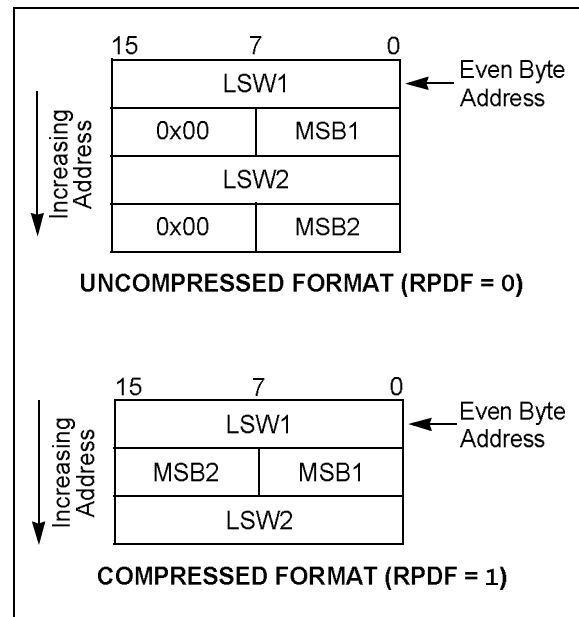 15 7 0
LSW1
Even Byte
Address
0x00 MSB1
LSW2
0x00 MSB2
Increasing
Address
UNCOMPRESSED FORMAT (RPDF = 0)
15 7 0
LSW1
Even Byte
Address
MSB2 MSB1
LSW2
Increasing
Address
COMPRESSED FORMAT (RPDF = 1)